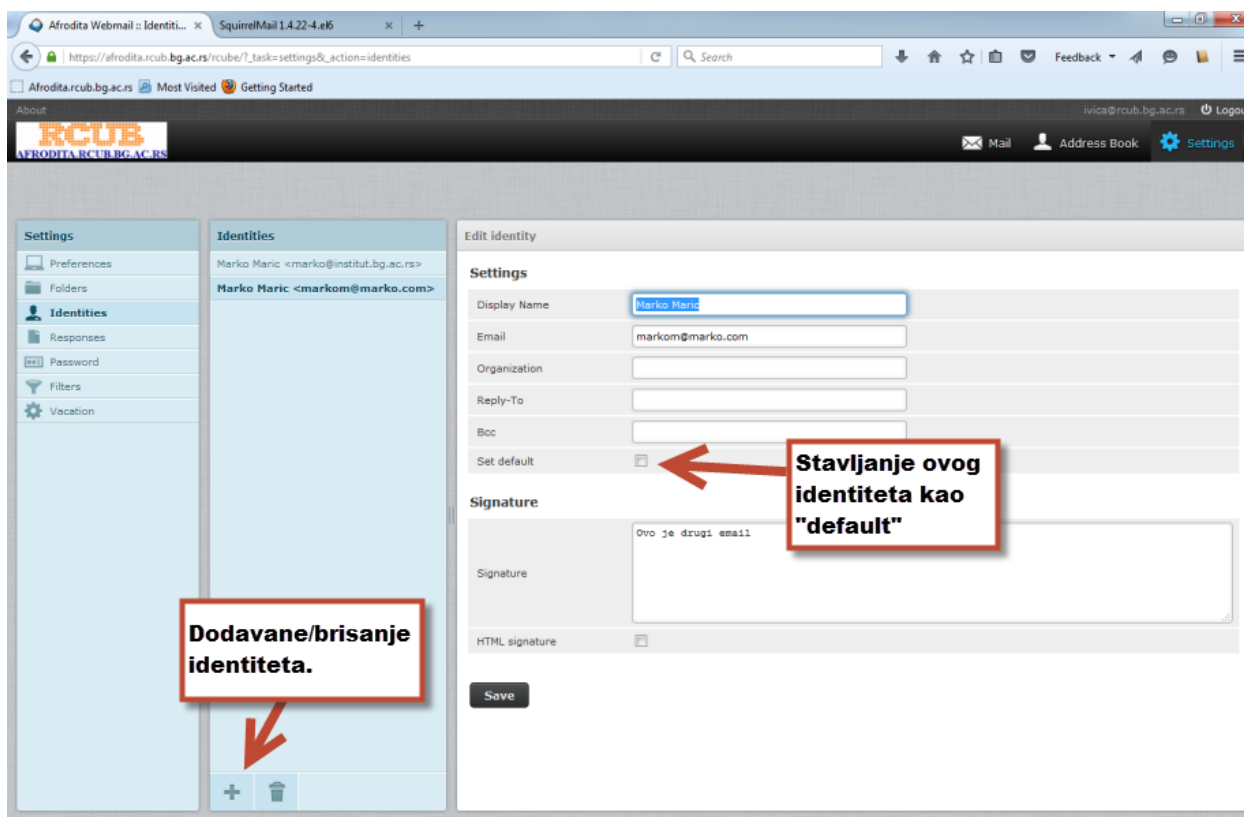 Afrodita Webmail :: Identiti...
SquirrelMail 1.4.22-4.el6
https://afrodita.rcub.bg.ac.rs/rcube/?_task=settings&_action=identities
Search
Feedback
Afrodita.rcub.bg.ac.rs Most Visited Getting Started
About
ivica@rcub.bg.ac.rs Logou
RCUB
AFRODITA.RCUB.BG.AC.RS
Mail Address Book Settings
Settings
Preferences
Folders
Identities
Responses
Password
Filters
Vacation
Identities
Marko Maric <marko@institut.bg.ac.rs>
Marko Maric <markom@marko.com>
Edit identity
Settings
Display Name Marko Maric
Email markom@marko.com
Organization
Reply-To
Bcc
Set default
Stavljanje ovog
identiteta kao
"default"
Signature
Signature
Ovo je drugi email
HTML signature
Save
Dodavane/brisanje
identiteta.